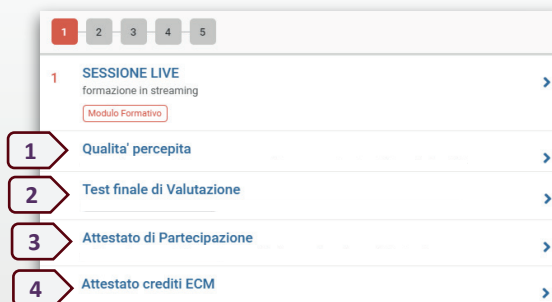 1 2 3 4 5
1 SESSIONE LIVE
formazione in streaming
Modulo Formativo
1 Qualita' percepita
2 Test finale di Valutazione
3 Attestato di Partecipazione
4 Attestato crediti ECM